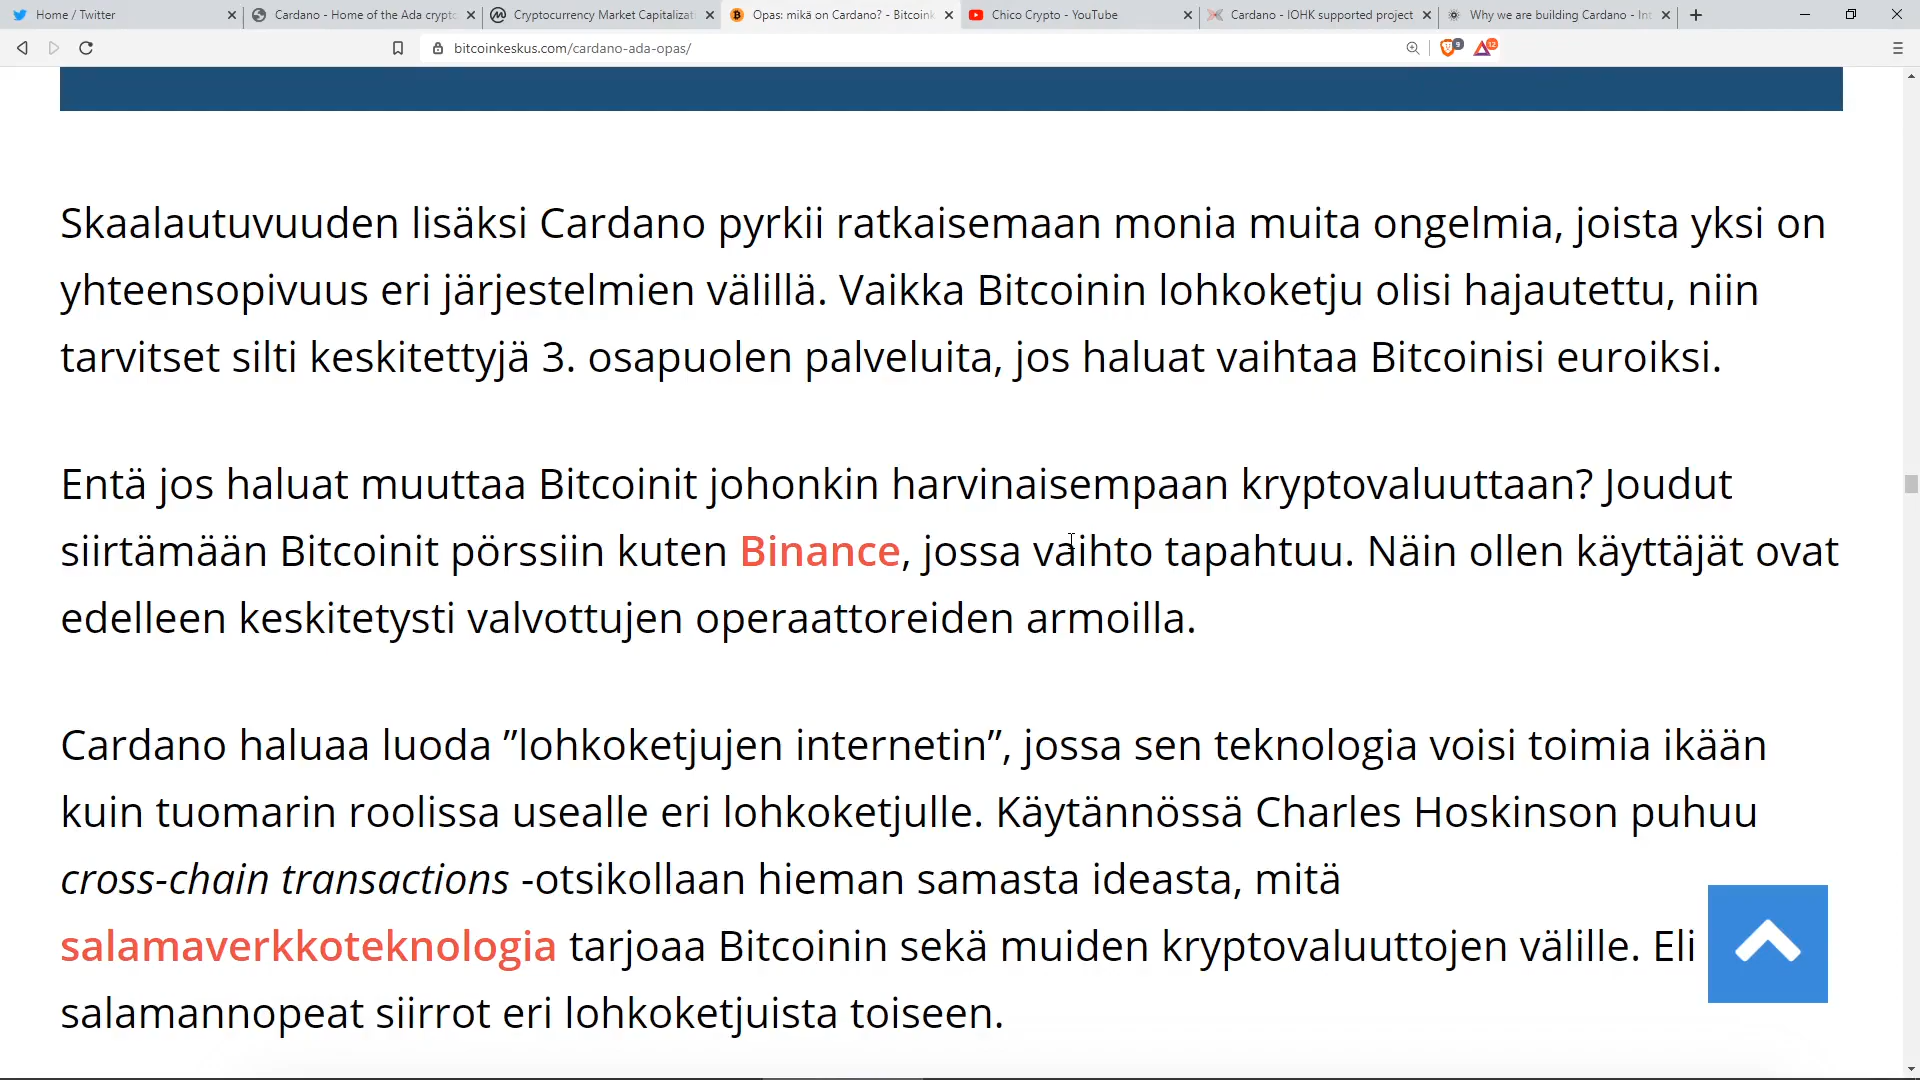 Home / Twitter
Cardano - Home of the Ada crypto
Cryptocurrency Market Capitalizat
Opas: mikä on Cardano? - Bitcoink
Chico Crypto - YouTube
Cardano - IOHK supported project
Why we are building Cardano - Int
bitcoinkeskus.com/cardano-ada-opas/
9
12
Skaalautuvuuden lisäksi Cardano pyrkii ratkaisemaan monia muita ongelmia, joista yksi on
yhteensopivuus eri järjestelmien välillä. Vaikka Bitcoinin lohkoketju olisi hajautettu, niin
tarvitset silti keskitettyjä 3. osapuolen palveluita, jos haluat vaihtaa Bitcoinisi euroiksi.
Entä jos haluat muuttaa Bitcoinit johonkin harvinaisempaan kryptovaluuttaan? Joudut
siirtämään Bitcoinit pörssiin kuten Binance, jossa vaihto tapahtuu. Näin ollen käyttäjät ovat
edelleen keskitetysti valvottujen operaattoreiden armoilla.
Cardano haluaa luoda ”lohkoketjujen internetin”, jossa sen teknologia voisi toimia ikään
kuin tuomarin roolissa usealle eri lohkoketjulle. Käytännössä Charles Hoskinson puhuu
cross-chain transactions -otsikollaan hieman samasta ideasta, mitä
salamaverkkoteknologia tarjoaa Bitcoinin sekä muiden kryptovaluuttojen välille. Eli
salamannopeat siirrot eri lohkoketjuista toiseen.